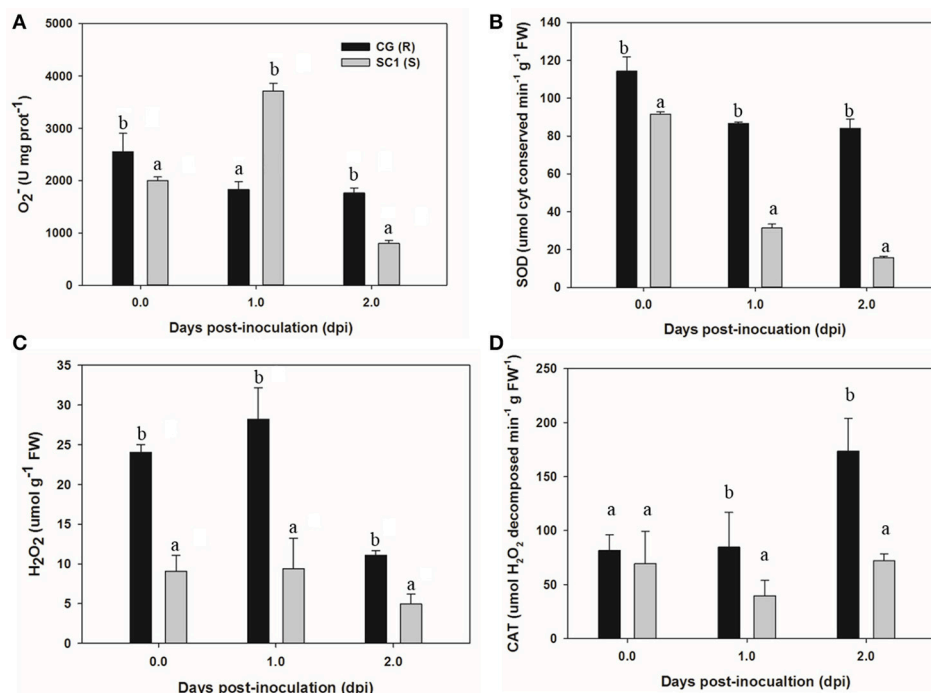 A
O₂⁻ (U mg prot⁻¹)
5000
4000
3000
2000
1000
0
CG (R)
SC1 (S)
b
a
a
b
b
a
0.0
1.0
2.0
Days post-inoculation (dpi)
B
SOD (umol cyt conserved min⁻¹ g⁻¹ FW)
140
120
100
80
60
40
20
0
b
a
b
a
b
a
0.0
1.0
2.0
Days post-inocuation (dpi)
C
H₂O₂ (umol g⁻¹ FW)
35
30
25
20
15
10
5
0
b
a
b
a
b
a
0.0
1.0
2.0
Days post-inoculation (dpi)
D
CAT (umol H₂O₂ decomposed min⁻¹ g FW⁻¹)
250
200
150
100
50
0
a
a
b
a
b
a
0.0
1.0
2.0
Days post-inocualtion (dpi)